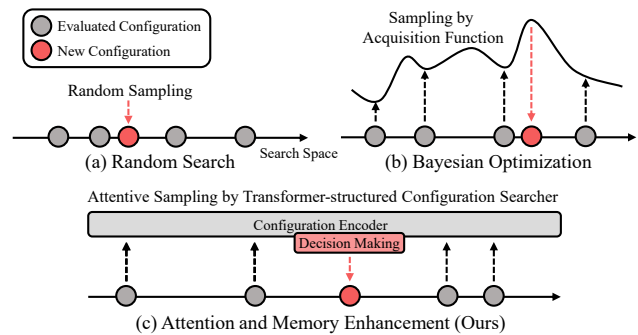 Evaluated Configuration
New Configuration
Random Sampling
Search Space
(a) Random Search
Sampling by
Acquisition Function
(b) Bayesian Optimization
Attentive Sampling by Transformer-structured Configuration Searcher
Configuration Encoder
Decision Making
(c) Attention and Memory Enhancement (Ours)